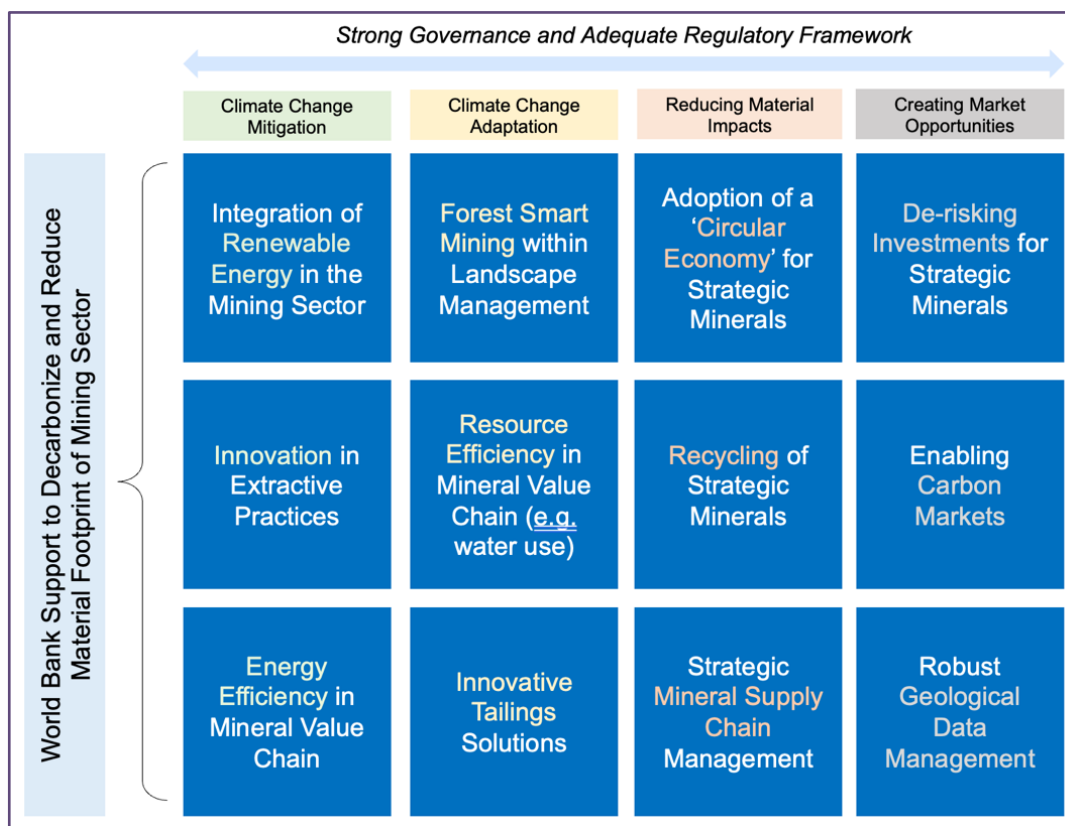 Strong Governance and Adequate Regulatory Framework
Climate Change
Mitigation
Climate Change
Adaptation
Reducing Material
Impacts
Creating Market
Opportunities
World Bank Support to Decarbonize and Reduce
Material Footprint of Mining Sector
Integration of
Renewable
Energy in the
Mining Sector
Forest Smart
Mining within
Landscape
Management
Adoption of a
‘Circular
Economy’ for
Strategic
Minerals
De-risking
Investments for
Strategic
Minerals
Innovation in
Extractive
Practices
Resource
Efficiency in
Mineral Value
Chain (e.g.
water use)
Recycling of
Strategic
Minerals
Enabling
Carbon
Markets
Energy
Efficiency in
Mineral Value
Chain
Innovative
Tailings
Solutions
Strategic
Mineral Supply
Chain
Management
Robust
Geological
Data
Management